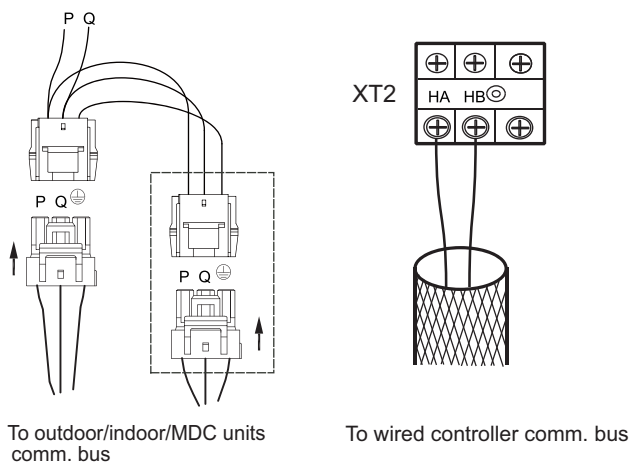 P Q
P Q
P Q
To outdoor/indoor/MDC units
comm. bus
XT2
HA HB
To wired controller comm. bus